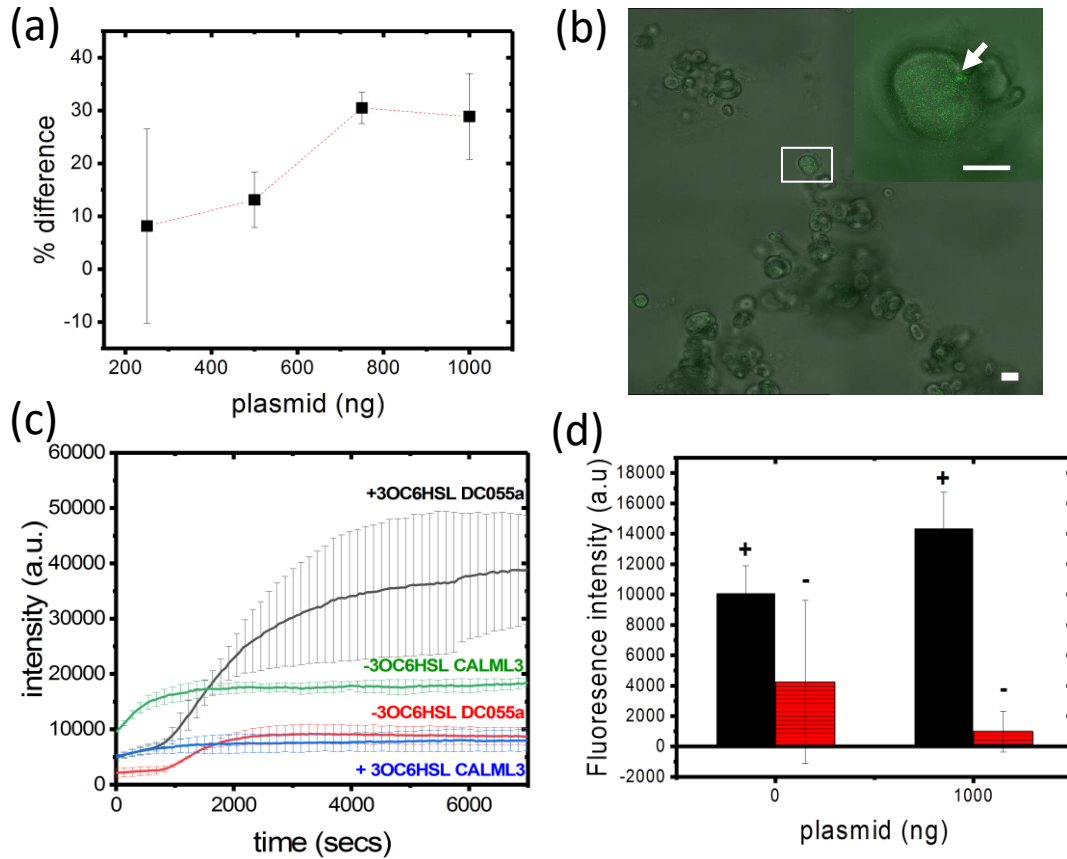 (a)
% difference
40
30
20
10
0
-10
200 400 600 800 1000
plasmid (ng)
(b)
(c)
intensity (a.u.)
60000
50000
40000
30000
20000
10000
0
+3OC6HSL DC055a
-3OC6HSL CALML3
-3OC6HSL DC055a
+ 3OC6HSL CALML3
0 2000 4000 6000
time (secs)
(d)
Fluoresence intensity (a.u)
18000
16000
14000
12000
10000
8000
6000
4000
2000
0
-2000
+
-
+
-
0 1000
plasmid (ng)